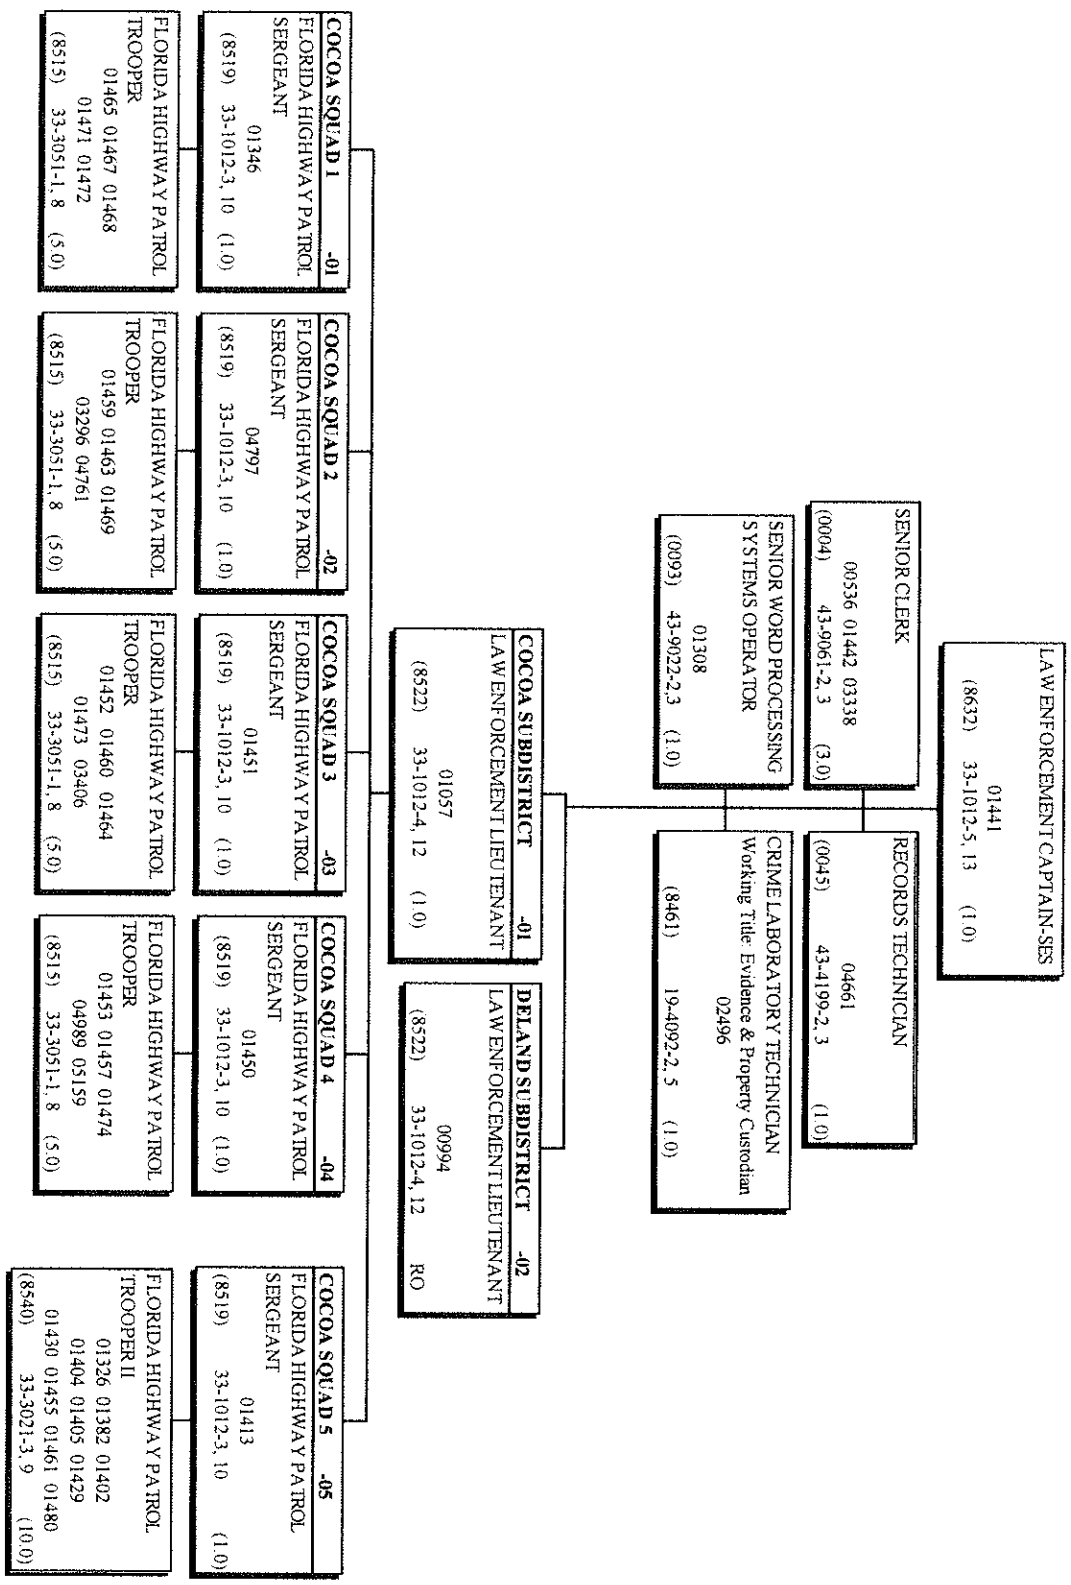 LAW ENFORCEMENT CAPTAIN-SES
01441
(8632) 33-1012-5, 13 (1.0)
SENIOR CLERK
00536 01442 03338
(0004) 43-9061-2, 3 (3.0)
RECORDS TECHNICIAN
04661
(0045) 43-4199-2, 3 (1.0)
SENIOR WORD PROCESSING
SYSTEMS OPERATOR
01308
(0093) 43-9022-2,3 (1.0)
CRIME LABORATORY TECHNICIAN
Working Title: Evidence & Property Custodian
02496
(8461) 19-4092-2, 5 (1.0)
COCOA SUBDISTRICT -01
LAW ENFORCEMENT LIEUTENANT
01057
(8522) 33-1012-4, 12 (1.0)
DELAND SUBDISTRICT -02
LAW ENFORCEMENT LIEUTENANT
00994
(8522) 33-1012-4, 12 RO
COCOA SQUAD 1 -01
FLORIDA HIGHWAY PATROL
SERGEANT
01346
(8519) 33-1012-3, 10 (1.0)
FLORIDA HIGHWAY PATROL
TROOPER
01465 01467 01468
01471 01472
(8515) 33-3051-1, 8 (5.0)
COCOA SQUAD 2 -02
FLORIDA HIGHWAY PATROL
SERGEANT
04797
(8519) 33-1012-3, 10 (1.0)
FLORIDA HIGHWAY PATROL
TROOPER
01459 01463 01469
03296 04761
(8515) 33-3051-1, 8 (5.0)
COCOA SQUAD 3 -03
FLORIDA HIGHWAY PATROL
SERGEANT
01451
(8519) 33-1012-3, 10 (1.0)
FLORIDA HIGHWAY PATROL
TROOPER
01452 01460 01464
01473 03406
(8515) 33-3051-1, 8 (5.0)
COCOA SQUAD 4 -04
FLORIDA HIGHWAY PATROL
SERGEANT
01450
(8519) 33-1012-3, 10 (1.0)
FLORIDA HIGHWAY PATROL
TROOPER
01453 01457 01474
04989 05159
(8515) 33-3051-1, 8 (5.0)
COCOA SQUAD 5 -05
FLORIDA HIGHWAY PATROL
SERGEANT
01413
(8519) 33-1012-3, 10 (1.0)
FLORIDA HIGHWAY PATROL
TROOPER II
01326 01382 01402
01404 01405 01429
01430 01455 01461 01480
(8540) 33-3021-3, 9 (10.0)